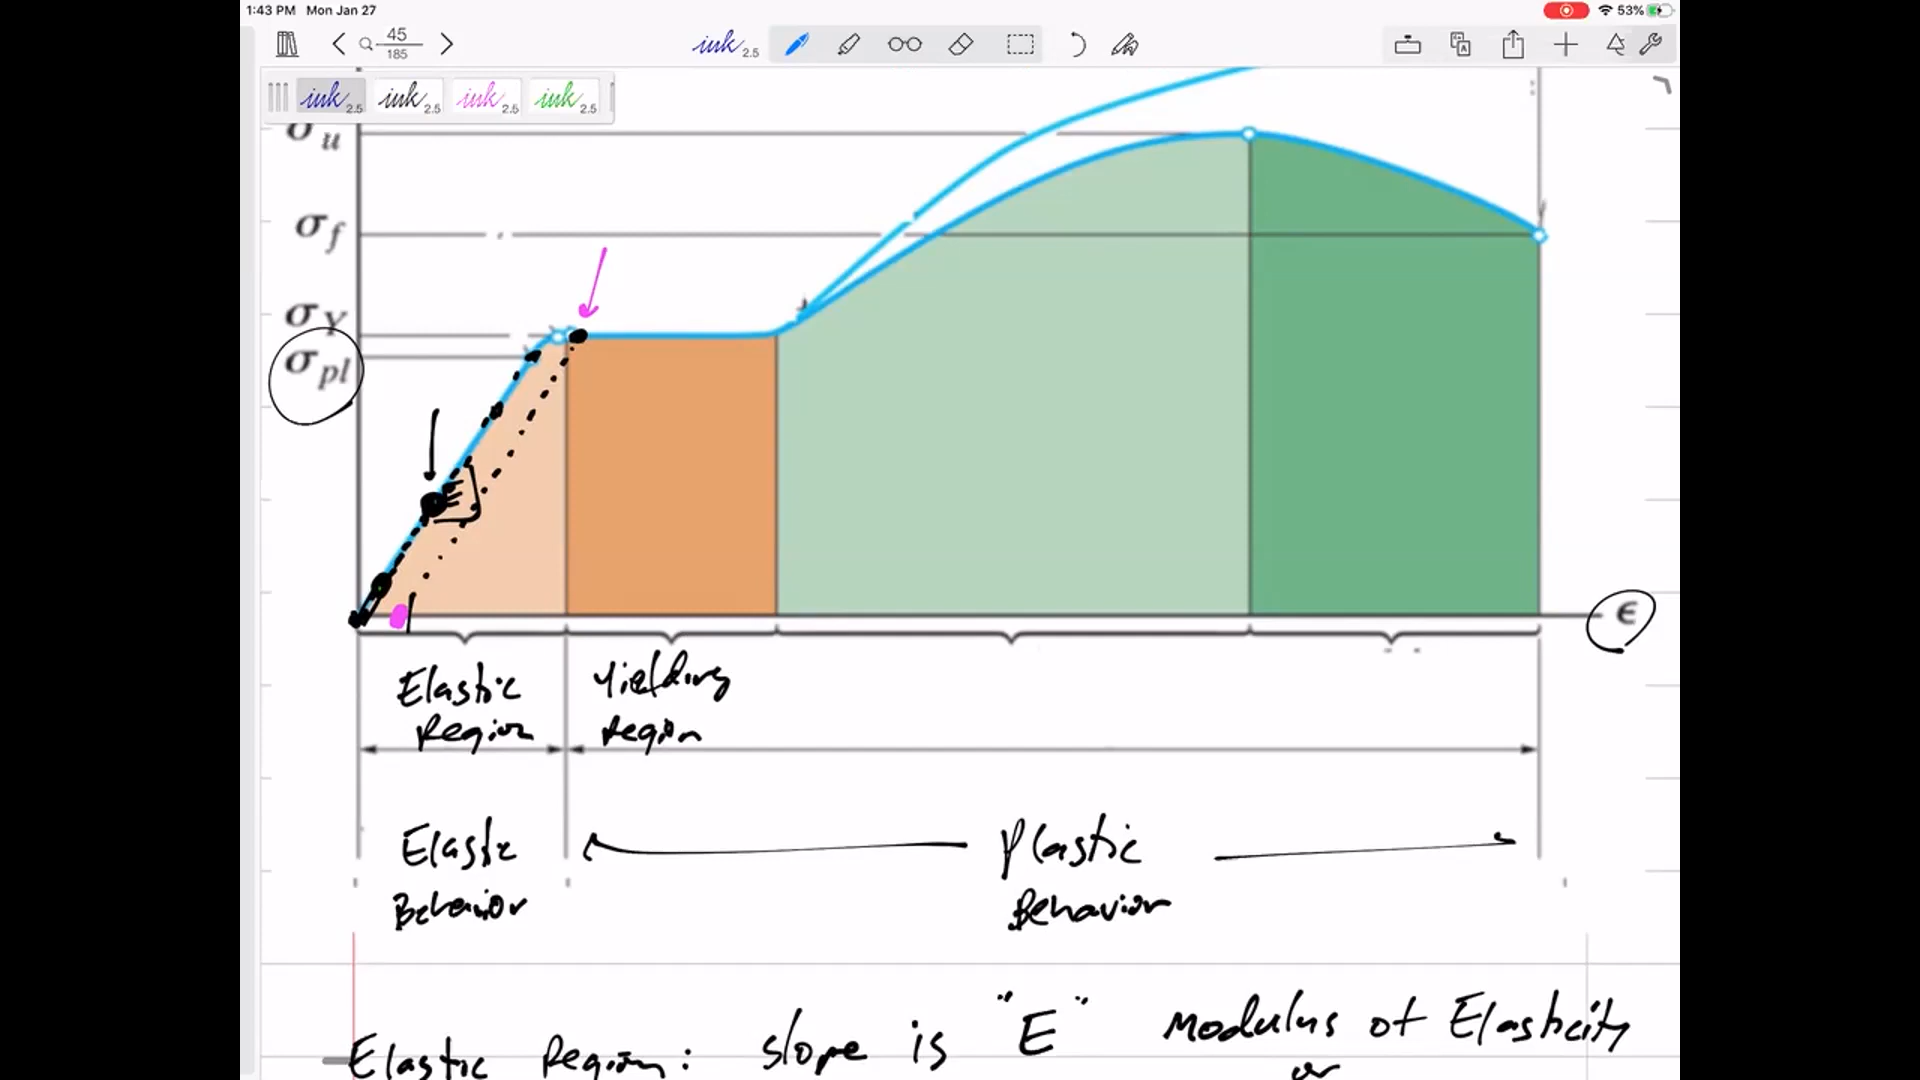 1:43 PM Mon Jan 27
53%
45
185
ink 2.5
ink 2.5
ink 2.5
ink 2.5
ink 2.5
σu
σf
σY
σpl
ϵ
Elastic Region
Yielding Region
Elastic Behavior
Plastic Behavior
Elastic Region: slope is "E" Modulus of Elasticity
or